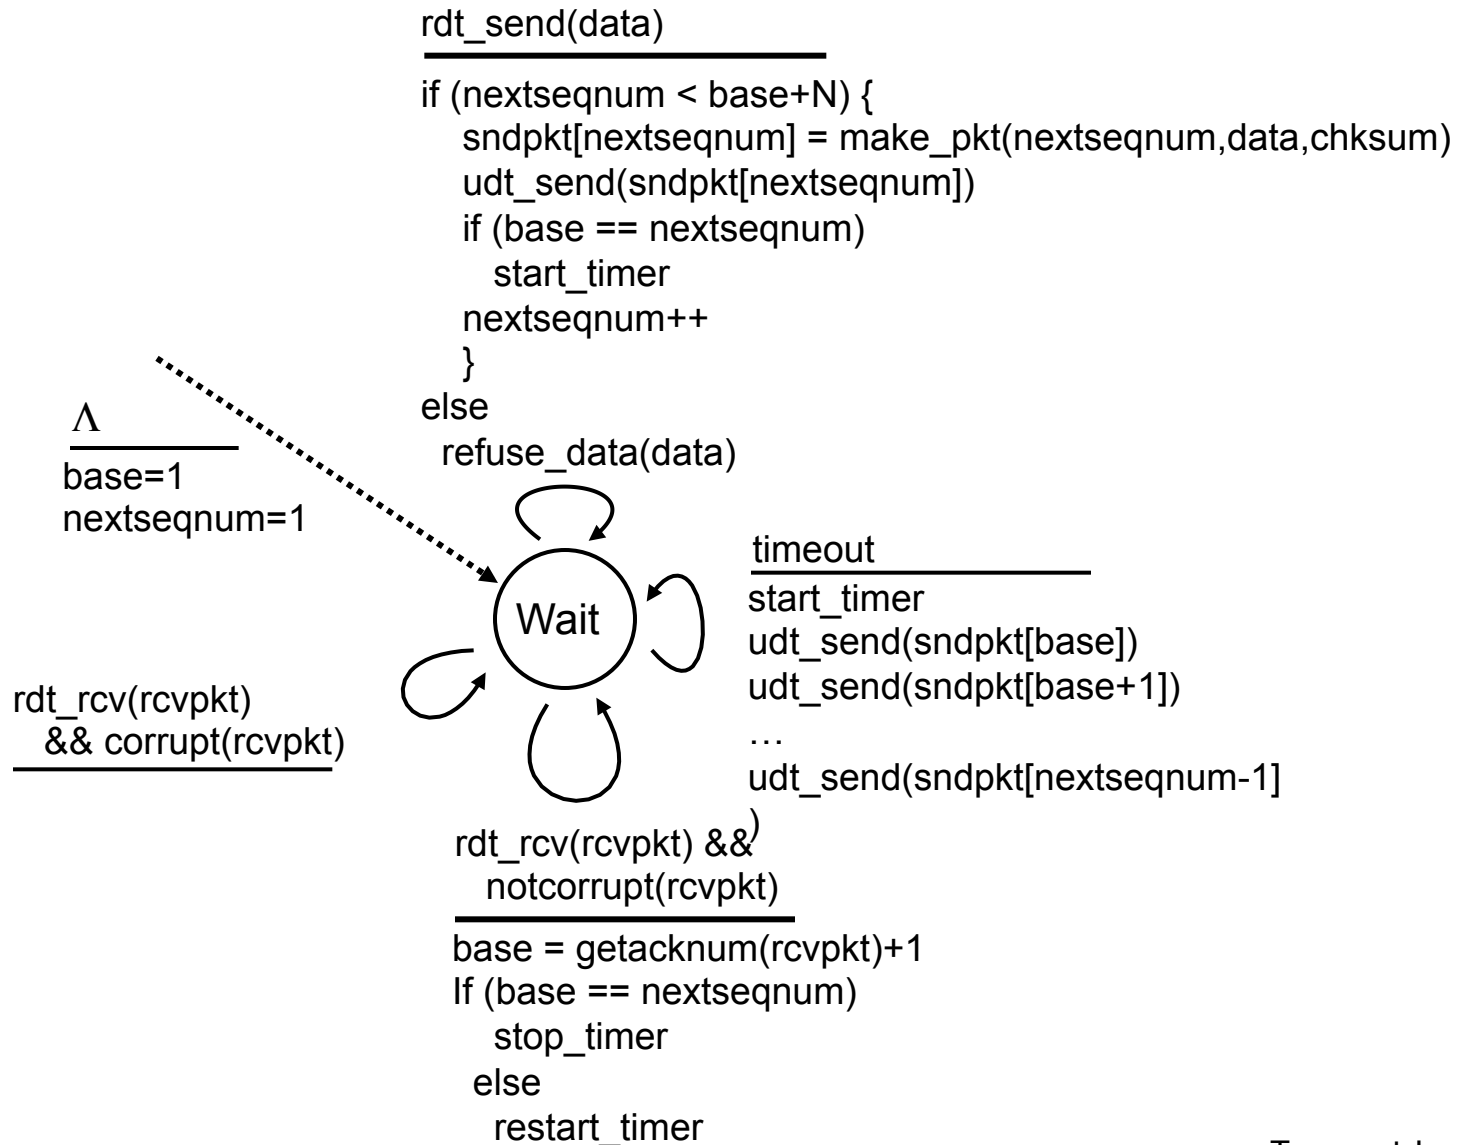 rdt_send(data)
if (nextseqnum < base+N) {
sndpkt[nextseqnum] = make_pkt(nextseqnum,data,chksum)
udt_send(sndpkt[nextseqnum])
if (base == nextseqnum)
start_timer
nextseqnum++
}
else
refuse_data(data)
Λ
base=1
nextseqnum=1
Wait
timeout
start_timer
udt_send(sndpkt[base])
udt_send(sndpkt[base+1])
…
udt_send(sndpkt[nextseqnum-1]
)
rdt_rcv(rcvpkt)
&& corrupt(rcvpkt)
rdt_rcv(rcvpkt) &&
notcorrupt(rcvpkt)
base = getacknum(rcvpkt)+1
If (base == nextseqnum)
stop_timer
else
restart_timer